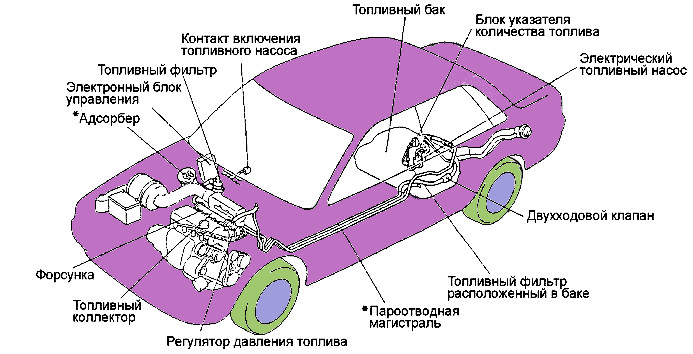 Топливный бак
Блок указателя
количества топлива
Контакт включения
топливного насоса
Электрический
топливный насос
Топливный фильтр
Электронный блок
управления
*Адсорбер
Двухходовой клапан
Форсунка
Топливный фильтр
расположенный в баке
Топливный
коллектор
*Пароотводная
магистраль
Регулятор давления топлива